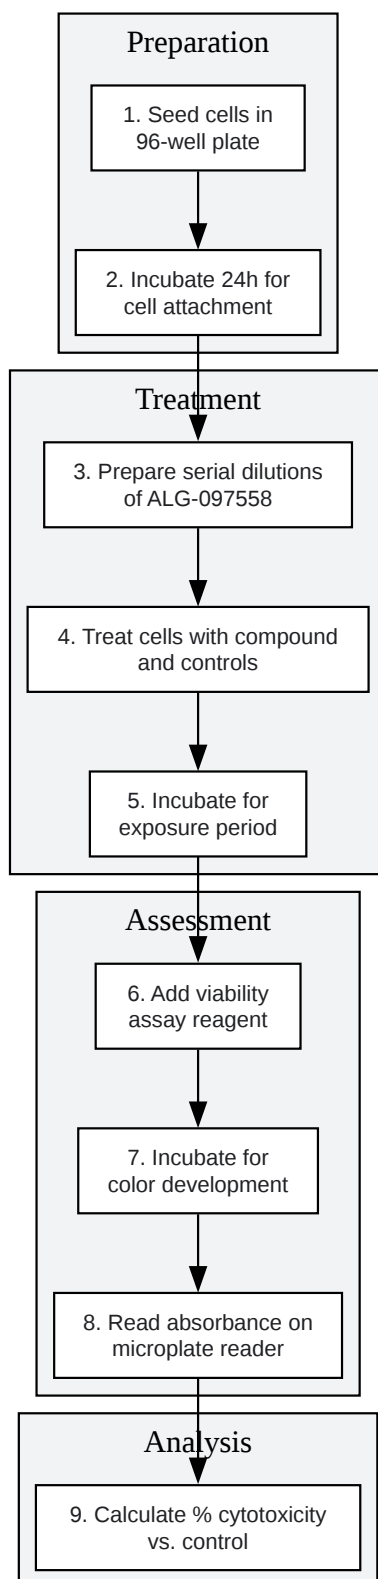 Preparation
1. Seed cells in
96-well plate
2. Incubate 24h for
cell attachment
Treatment
3. Prepare serial dilutions
of ALG-097558
4. Treat cells with compound
and controls
5. Incubate for
exposure period
Assessment
6. Add viability
assay reagent
7. Incubate for
color development
8. Read absorbance on
microplate reader
Analysis
9. Calculate % cytotoxicity
vs. control